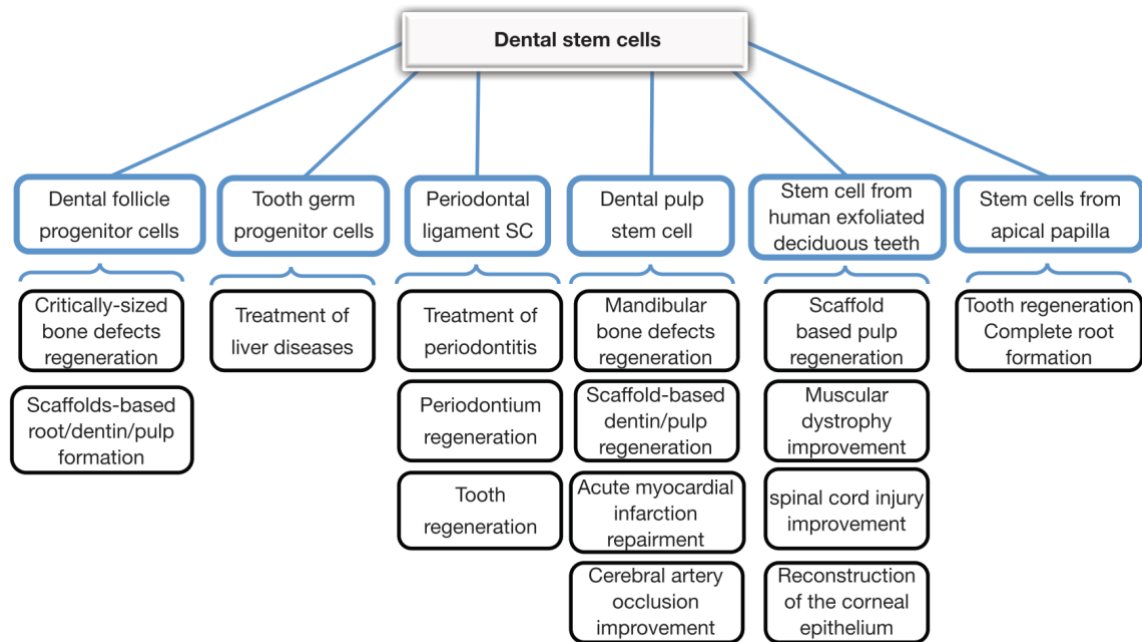 Dental stem cells
Dental follicle
progenitor cells
Tooth germ
progenitor cells
Periodontal
ligament SC
Dental pulp
stem cell
Stem cell from
human exfoliated
deciduous teeth
Stem cells from
apical papilla
Critically-sized
bone defects
regeneration
Scaffolds-based
root/dentin/pulp
formation
Treatment of
liver diseases
Treatment of
periodontitis
Periodontium
regeneration
Tooth
regeneration
Mandibular
bone defects
regeneration
Scaffold-based
dentin/pulp
regeneration
Acute myocardial
infarction
repairment
Cerebral artery
occlusion
improvement
Scaffold
based pulp
regeneration
Muscular
dystrophy
improvement
spinal cord injury
improvement
Reconstruction
of the corneal
epithelium
Tooth regeneration
Complete root
formation